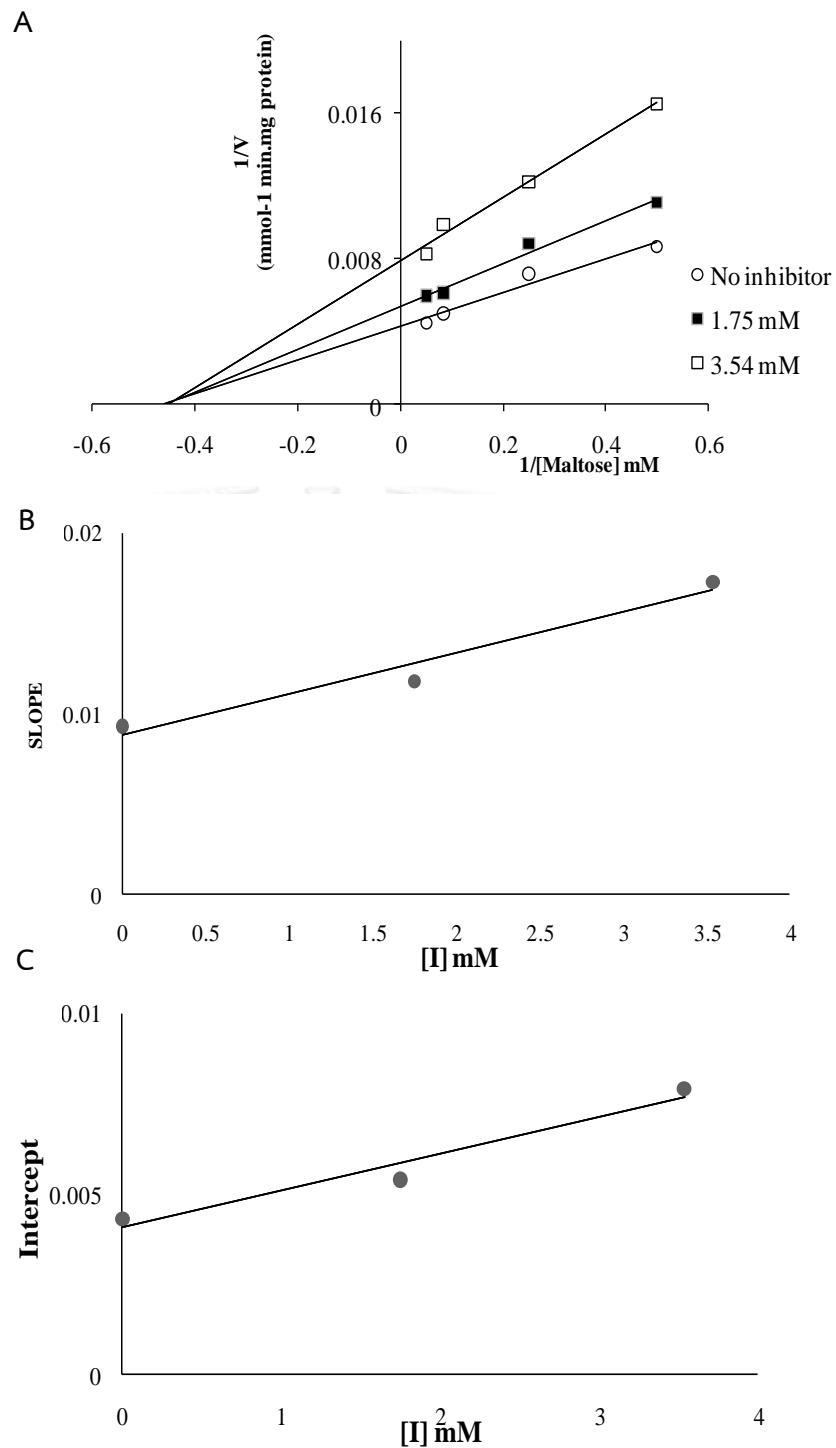 A
1/V
(mmol-1 min.mg protein)
0.016
0.008
0
No inhibitor
1.75 mM
3.54 mM
-0.6 -0.4 -0.2 0 0.2 0.4 0.6
1/[Maltose] mM
B
0.02
0.01
0
SLOPE
0 0.5 1 1.5 2 2.5 3 3.5 4
[I] mM
C
0.01
0.005
0
Intercept
0 1 2 3 4
[I] mM